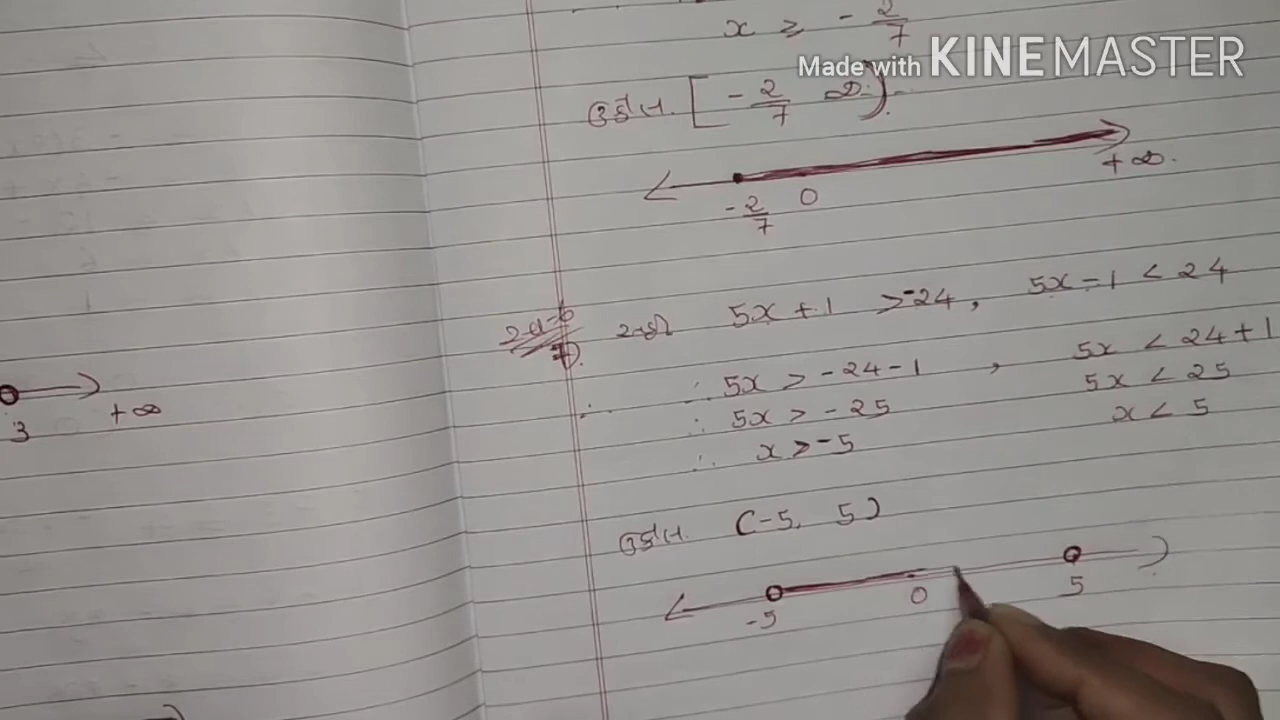 x ≥ - 2/7
Made with KINEMASTER
ઉકેલ. [ - 2/7 ∞ )
- 2/7 0 + ∞
5x + 1 > -24 , 5x - 1 < 24
∴ 5x > - 24 - 1 , 5x < 24 + 1
∴ 5x > - 25 5x < 25
∴ x > -5 x < 5
ઉકેલ. (-5, 5)
-5 0 5
3 + ∞